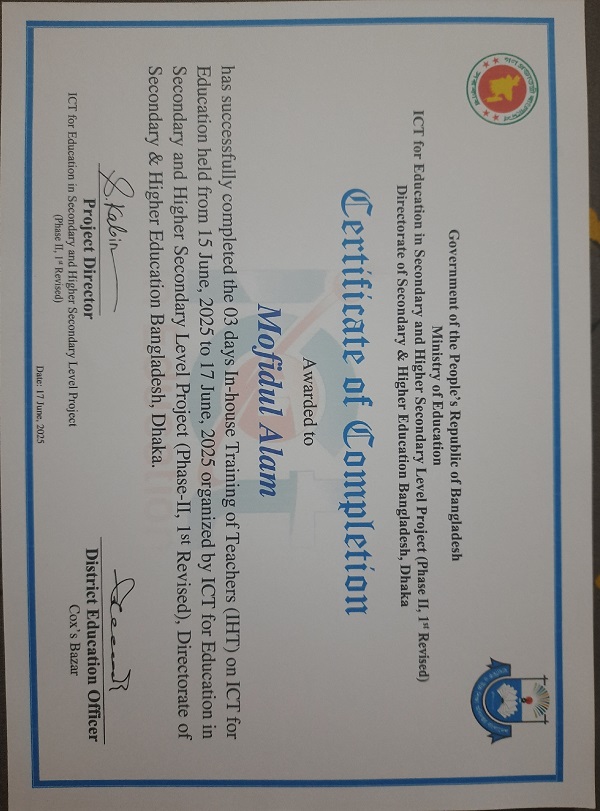 Government of the People's Republic of Bangladesh
Ministry of Education
ICT for Education in Secondary and Higher Secondary Level Project (Phase II, 1st Revised)
Directorate of Secondary & Higher Education Bangladesh, Dhaka
Certificate of Completion
Awarded to
Mofidul Alam
has successfully completed the 03 days In-house Training of Teachers (IHT) on ICT for
Education held from 15 June, 2025 to 17 June, 2025 organized by ICT for Education in
Secondary and Higher Secondary Level Project (Phase-II, 1st Revised), Directorate of
Secondary & Higher Education Bangladesh, Dhaka.
Project Director
ICT for Education in Secondary and Higher Secondary Level Project
(Phase II, 1st Revised)
District Education Officer
Cox's Bazar
Date: 17 June, 2025